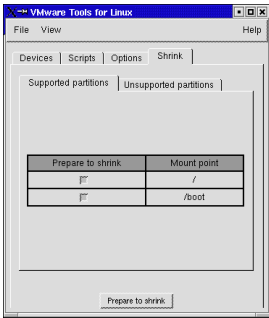 VMware Tools for Linux
File View Help
Devices Scripts Options Shrink
Supported partitions Unsupported partitions
Prepare to shrink Mount point
/
/boot
Prepare to shrink